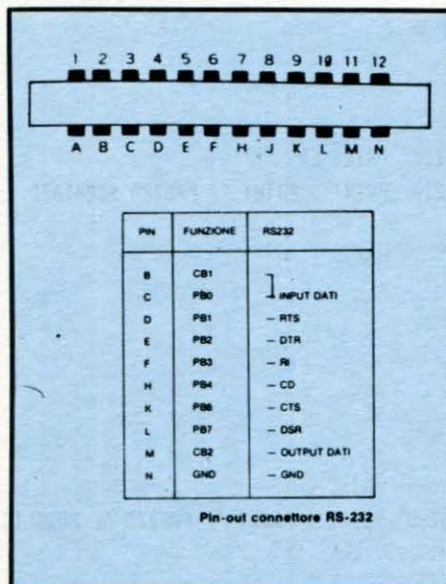 1 2 3 4 5 6 7 8 9 10 11 12
A B C D E F H J K L M N
PIN FUNZIONE RS232
B CB1
C PB0 INPUT DATI
D PB1 – RTS
E PB2 – DTR
F PB3 – RI
H PB4 – CD
K PB6 – CTS
L PB7 – DSR
M CB2 – OUTPUT DATI
N GND – GND
Pin-out connettore RS-232